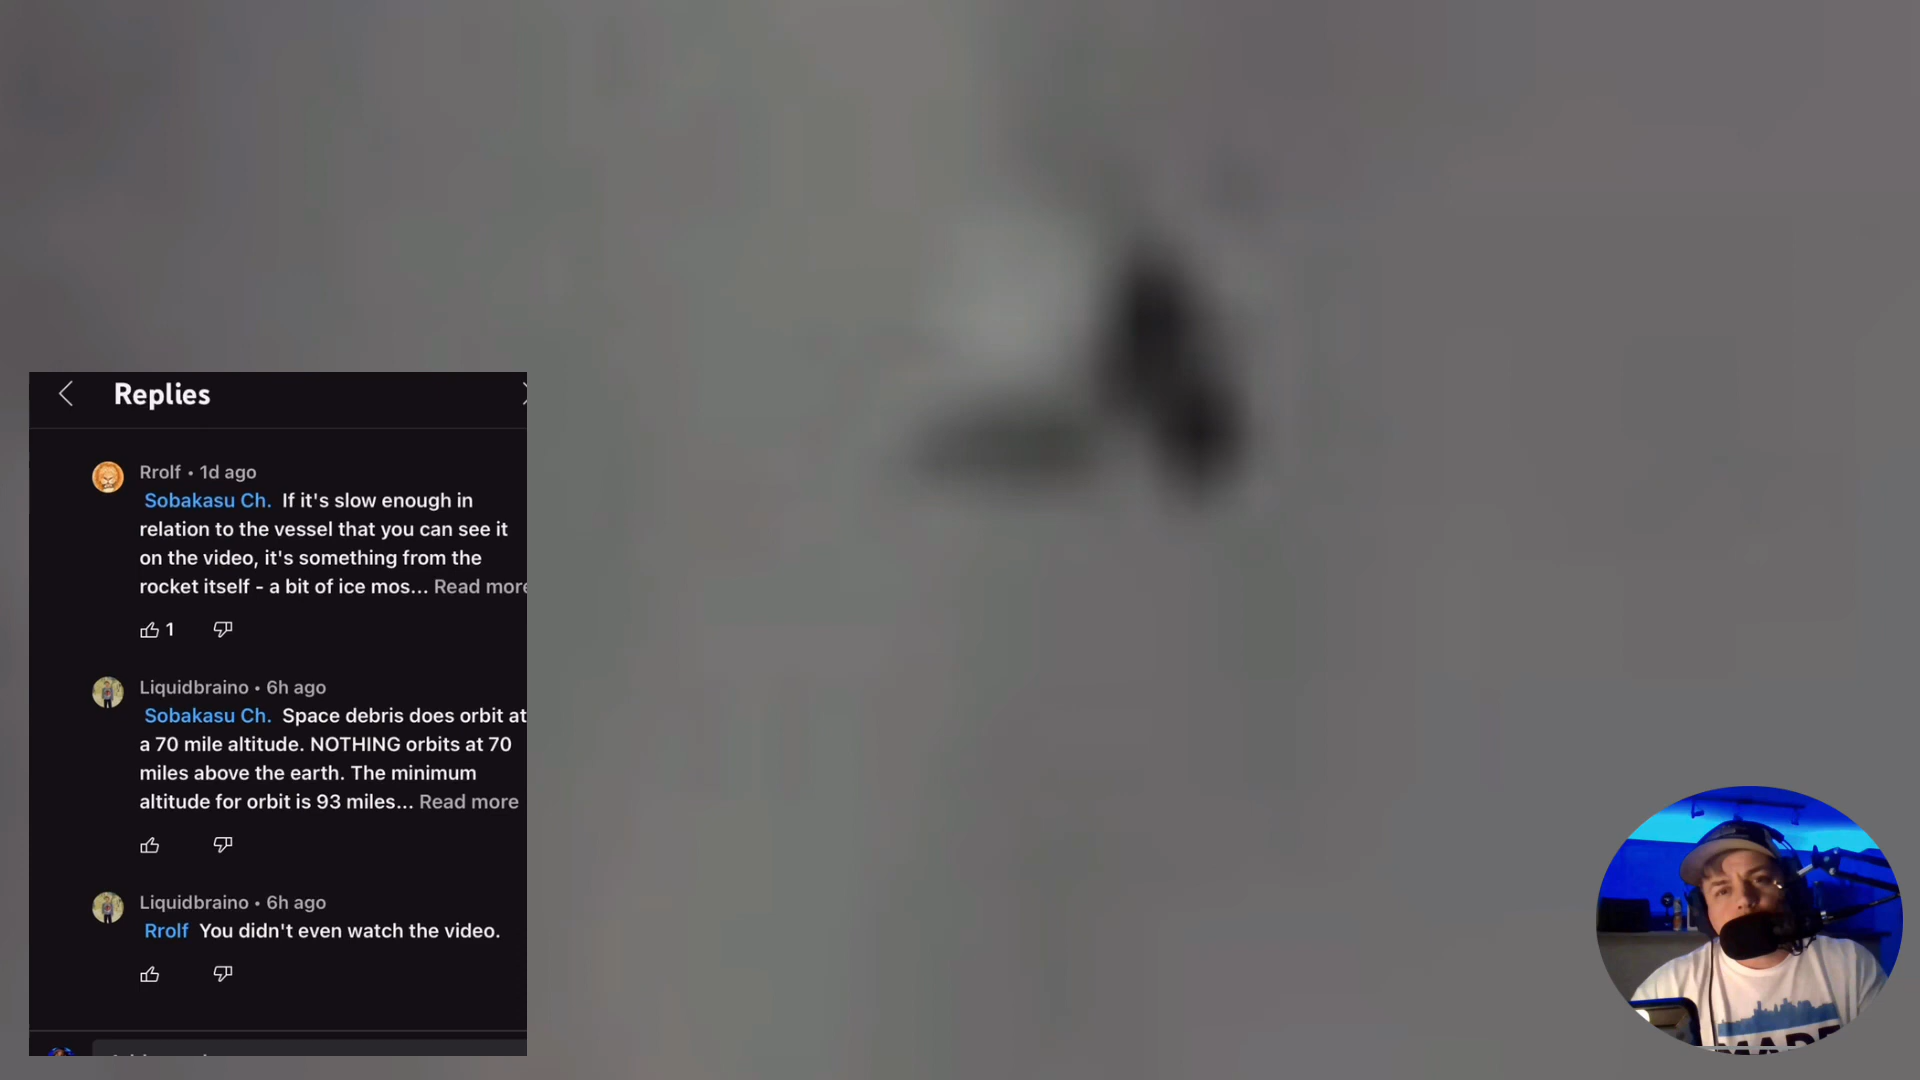 Replies
Rrolf • 1d ago
Sobakasu Ch. If it's slow enough in
relation to the vessel that you can see it
on the video, it's something from the
rocket itself - a bit of ice mos... Read more
1
Liquidbraino • 6h ago
Sobakasu Ch. Space debris does orbit at
a 70 mile altitude. NOTHING orbits at 70
miles above the earth. The minimum
altitude for orbit is 93 miles... Read more
Liquidbraino • 6h ago
Rrolf You didn't even watch the video.